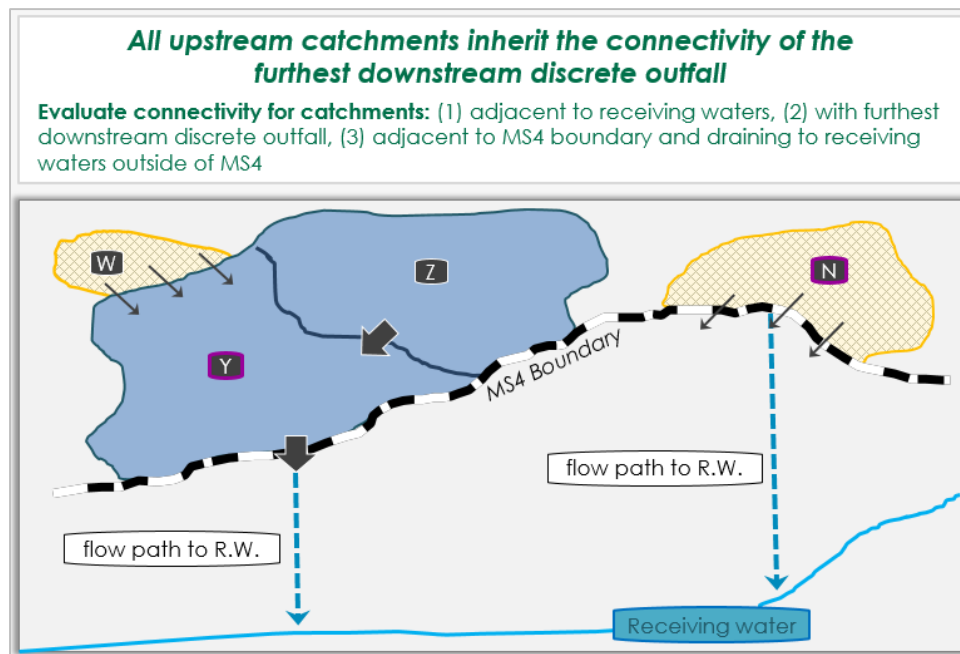 All upstream catchments inherit the connectivity of the
furthest downstream discrete outfall
Evaluate connectivity for catchments: (1) adjacent to receiving waters, (2) with furthest
downstream discrete outfall, (3) adjacent to MS4 boundary and draining to receiving
waters outside of MS4
W
Z
N
Y
MS4 Boundary
flow path to R.W.
flow path to R.W.
Receiving water